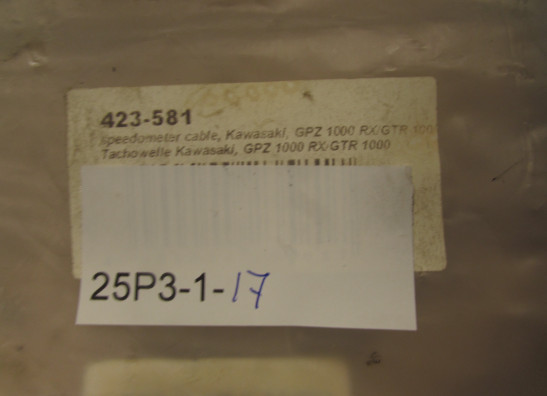 423-581
speedometer cable, Kawasaki, GPZ 1000 RX/GTR 100
Tachowelle Kawasaki, GPZ 1000 RX/GTR 1000
25P3-1-17